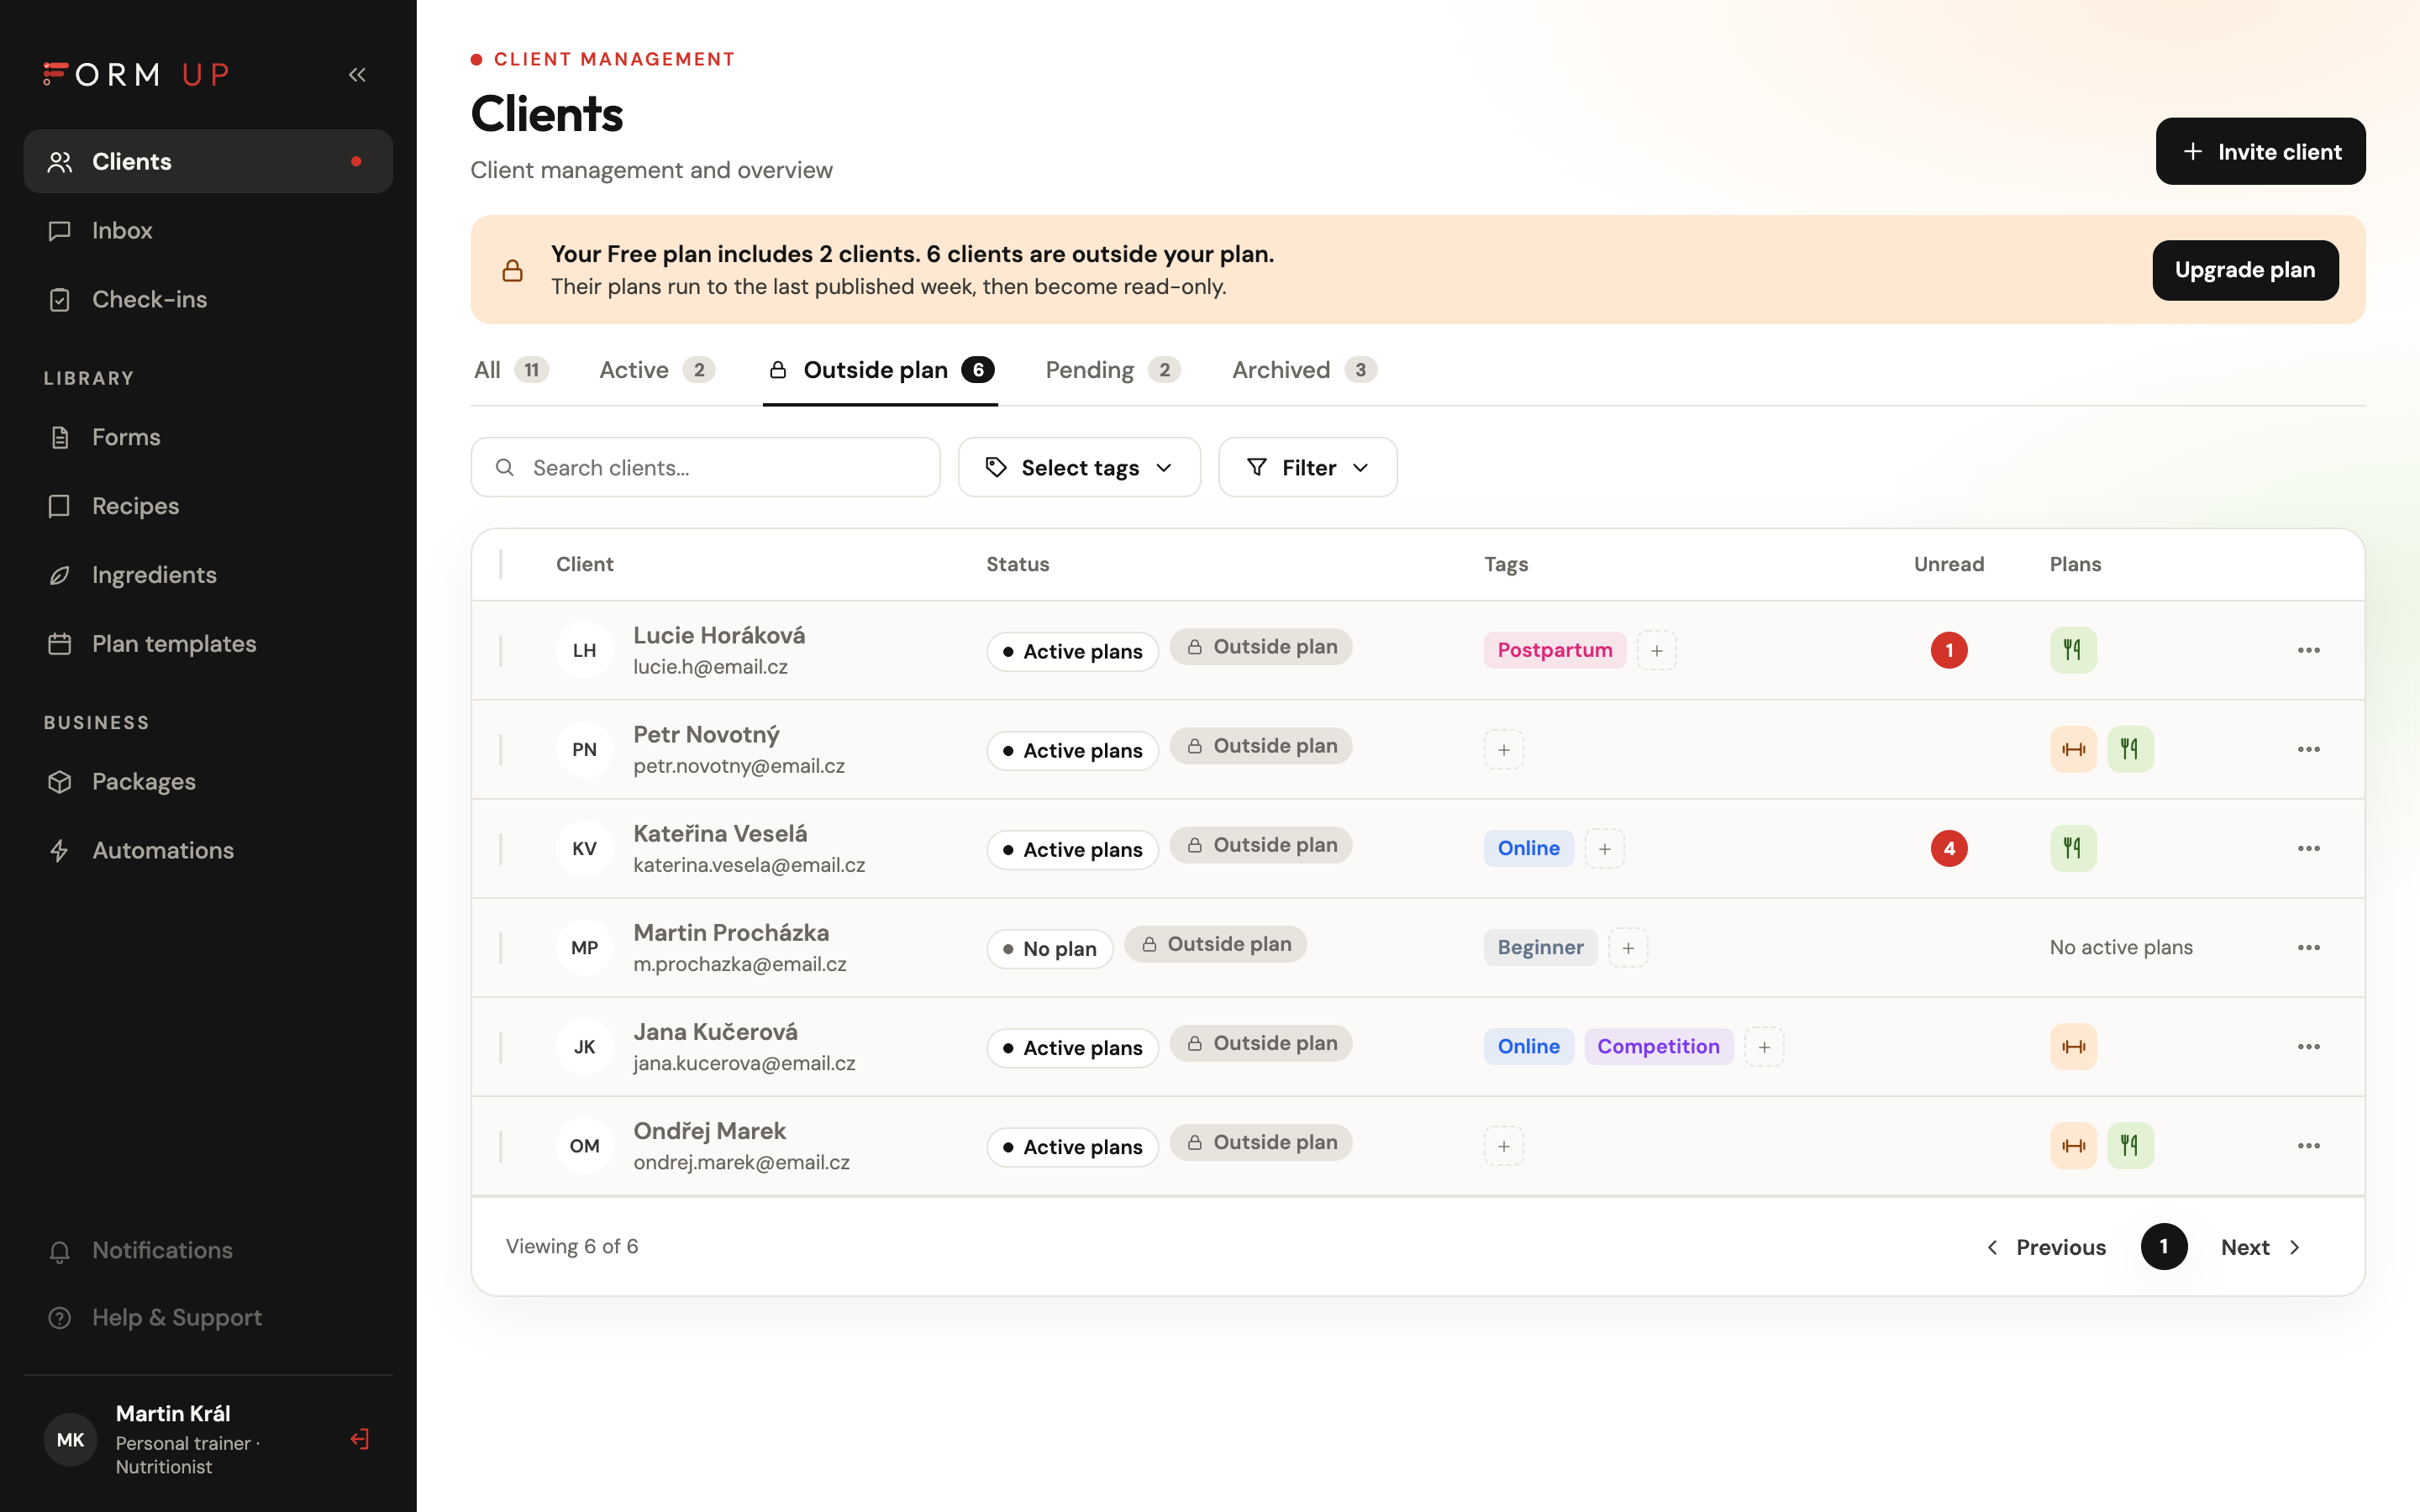 FORM UP
Clients
Inbox
Check-ins
LIBRARY
Forms
Recipes
Ingredients
Plan templates
BUSINESS
Packages
Automations
Notifications
Help & Support
MK
Martin Král
Personal trainer ·
Nutritionist
CLIENT MANAGEMENT
Clients
Client management and overview
Invite client
Your Free plan includes 2 clients. 6 clients are outside your plan.
Their plans run to the last published week, then become read-only.
Upgrade plan
All 11 Active 2 Outside plan 6 Pending 2 Archived 3
Search clients...
Select tags
Filter
Client Status Tags Unread Plans
LH Lucie Horáková Active plans Outside plan Postpartum + 1
lucie.h@email.cz
PN Petr Novotný Active plans Outside plan +
petr.novotny@email.cz
KV Kateřina Veselá Active plans Outside plan Online + 4
katerina.vesela@email.cz
MP Martin Procházka No plan Outside plan Beginner + No active plans
m.prochazka@email.cz
JK Jana Kučerová Active plans Outside plan Online Competition +
jana.kucerova@email.cz
OM Ondřej Marek Active plans Outside plan +
ondrej.marek@email.cz
Viewing 6 of 6
Previous 1 Next